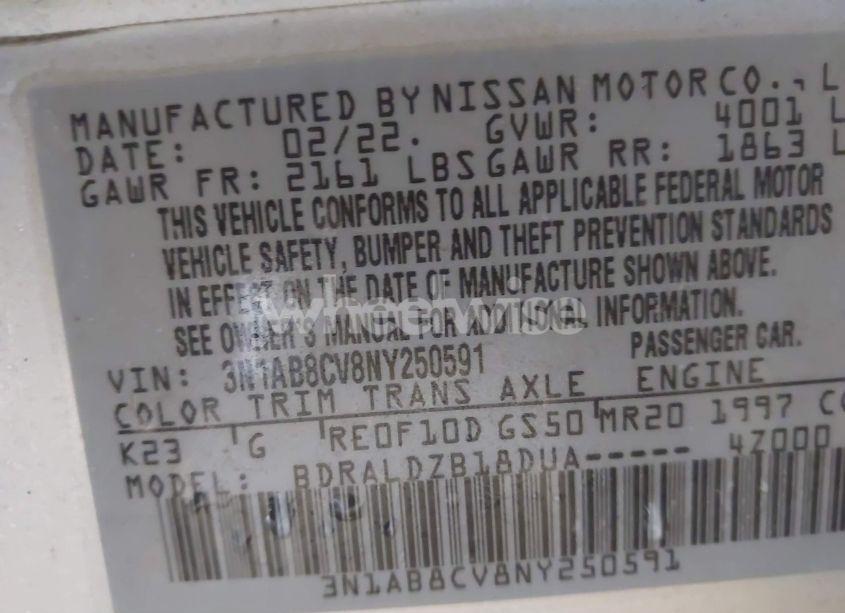 MANUFACTURED BY NISSAN MOTOR CO., L
DATE: 02/22. GVWR: 4001 L
GAWR FR: 2161 LBS GAWR RR: 1863 L
THIS VEHICLE CONFORMS TO ALL APPLICABLE FEDERAL MOTOR
VEHICLE SAFETY, BUMPER AND THEFT PREVENTION STANDARDS
IN EFFECT ON THE DATE OF MANUFACTURE SHOWN ABOVE.
SEE OWNER'S MANUAL FOR ADDITIONAL INFORMATION.
wheelwise
VIN: 3N1AB8CV8NY250591 PASSENGER CAR.
COLOR TRIM TRANS AXLE ENGINE
K23 G RE0F10D GS50 MR20 1997 CC
MODEL: BDRALDZB18DUA----- 4Z000
3N1AB8CV8NY250591